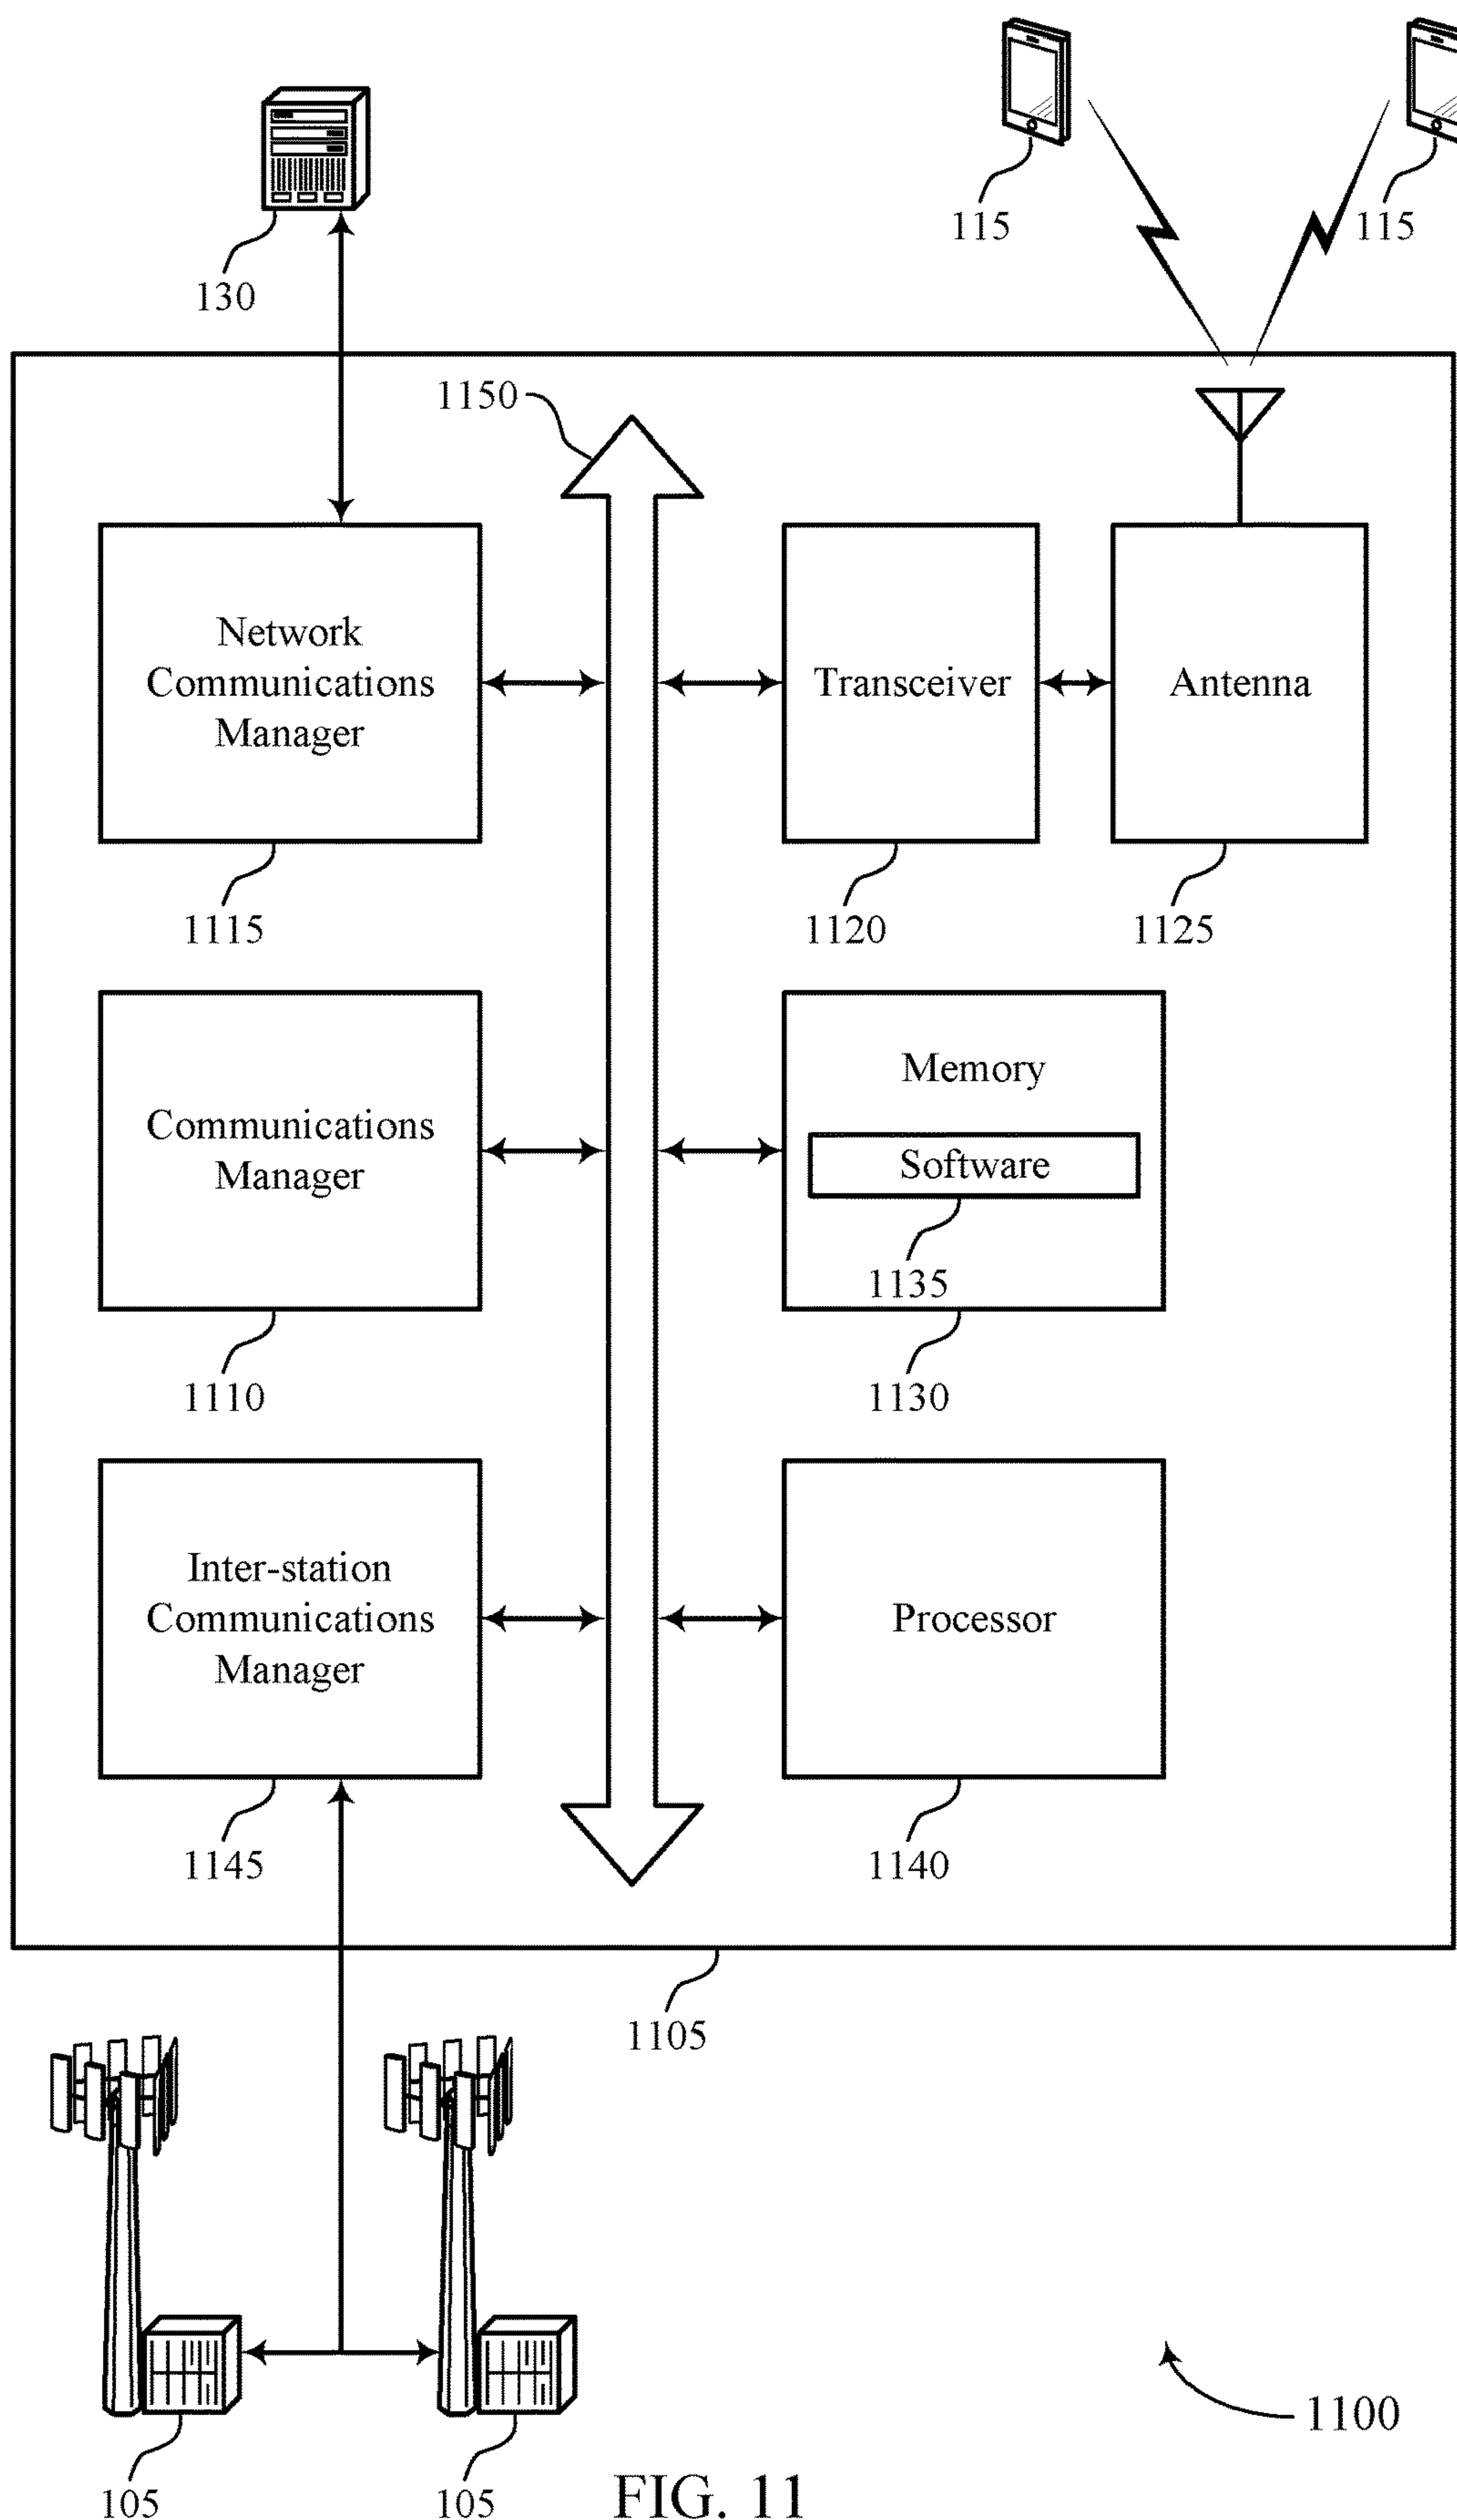 115
115
130
1150
Network
Communications
Manager
Transceiver
Antenna
1115
1120
1125
Communications
Manager
Memory
Software
1135
1110
1130
Inter-station
Communications
Manager
Processor
1145
1140
1105
1100
105
105
FIG. 11